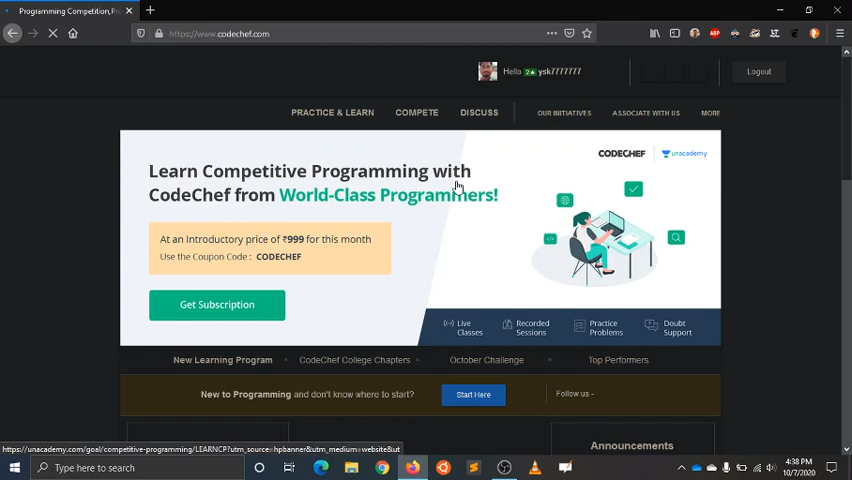 Programming Competition,Pro
https://www.codechef.com
ABP
Hello 2★ ysk7777777
Logout
PRACTICE & LEARN
COMPETE
DISCUSS
OUR INITIATIVES
ASSOCIATE WITH US
MORE
Learn Competitive Programming with
CodeChef from World-Class Programmers!
CODECHEF
unacademy
At an Introductory price of ₹999 for this month
Use the Coupon Code : CODECHEF
Get Subscription
Live Classes
Recorded Sessions
Practice Problems
Doubt Support
New Learning Program
CodeChef College Chapters
October Challenge
Top Performers
New to Programming and don't know where to start?
Start Here
Follow us -
Announcements
https://unacademy.com/goal/competitive-programming/LEARNCP?utm_source=hpbanner&utm_medium=website&ut
Type here to search
4:38 PM
10/7/2020